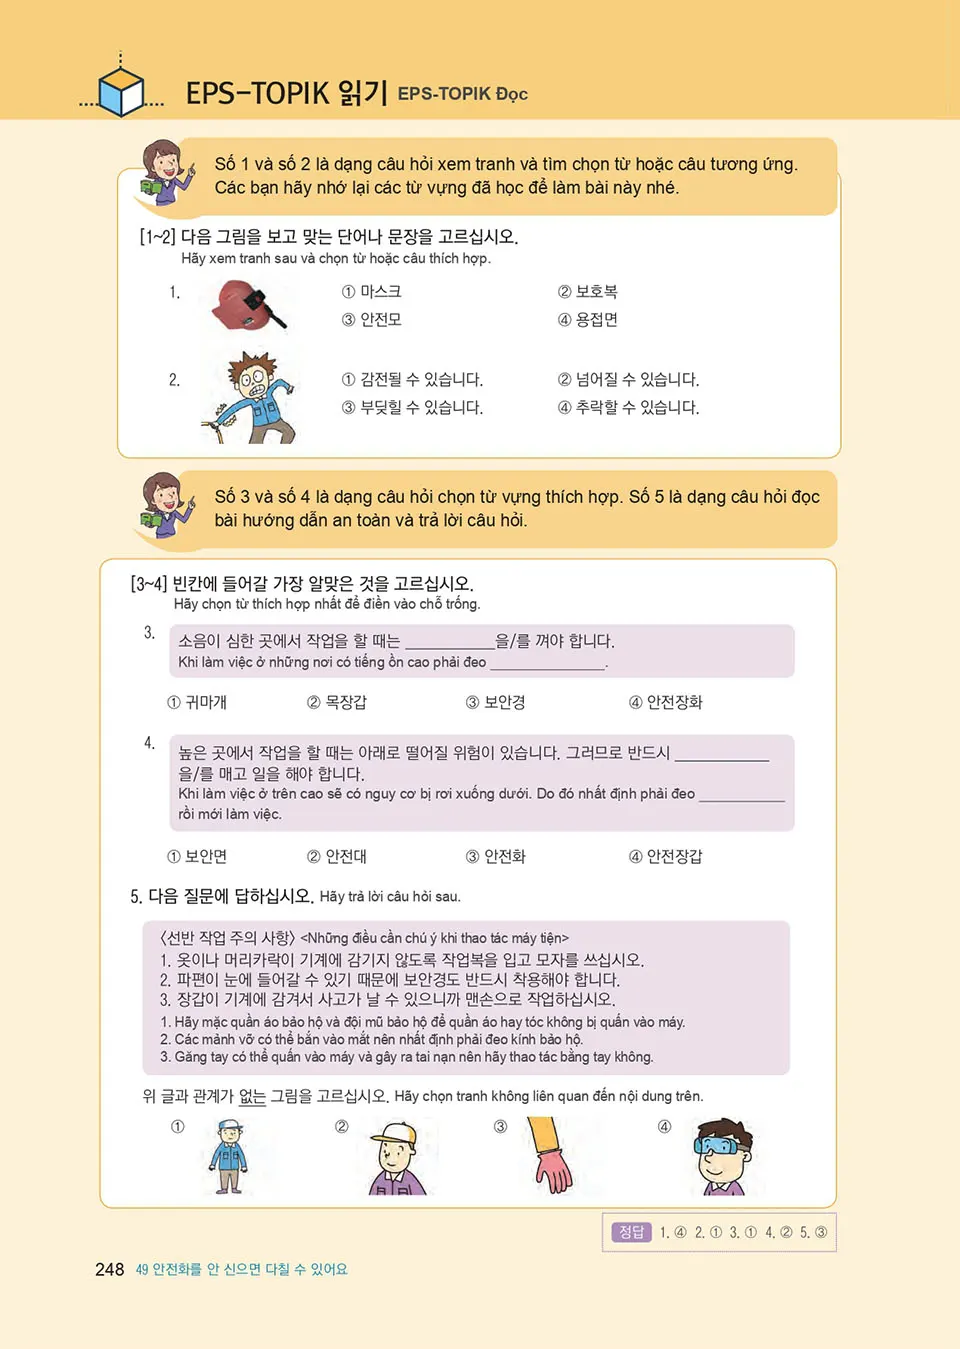 EPS-TOPIK 읽기 EPS-TOPIK Đọc
Số 1 và số 2 là dạng câu hỏi xem tranh và tìm chọn từ hoặc câu tương ứng.
Các bạn hãy nhớ lại các từ vựng đã học để làm bài này nhé.
[1~2] 다음 그림을 보고 맞는 단어나 문장을 고르십시오.
Hãy xem tranh sau và chọn từ hoặc câu thích hợp.
1. ① 마스크 ② 보호복
③ 안전모 ④ 용접면
2. ① 감전될 수 있습니다. ② 넘어질 수 있습니다.
③ 부딪힐 수 있습니다. ④ 추락할 수 있습니다.
Số 3 và số 4 là dạng câu hỏi chọn từ vựng thích hợp. Số 5 là dạng câu hỏi đọc
bài hướng dẫn an toàn và trả lời câu hỏi.
[3~4] 빈칸에 들어갈 가장 알맞은 것을 고르십시오.
Hãy chọn từ thích hợp nhất để điền vào chỗ trống.
3. 소음이 심한 곳에서 작업을 할 때는 ___________을/를 껴야 합니다.
Khi làm việc ở những nơi có tiếng ồn cao phải đeo _______________.
① 귀마개 ② 목장갑 ③ 보안경 ④ 안전장화
4. 높은 곳에서 작업을 할 때는 아래로 떨어질 위험이 있습니다. 그러므로 반드시 ____________
을/를 매고 일을 해야 합니다.
Khi làm việc ở trên cao sẽ có nguy cơ bị rơi xuống dưới. Do đó nhất định phải đeo ____________
rồi mới làm việc.
① 보안면 ② 안전대 ③ 안전화 ④ 안전장갑
5. 다음 질문에 답하십시오. Hãy trả lời câu hỏi sau.
〈선반 작업 주의 사항〉 <Những điều cần chú ý khi thao tác máy tiện>
1. 옷이나 머리카락이 기계에 감기지 않도록 작업복을 입고 모자를 쓰십시오.
2. 파편이 눈에 들어갈 수 있기 때문에 보안경도 반드시 착용해야 합니다.
3. 장갑이 기계에 감겨서 사고가 날 수 있으니까 맨손으로 작업하십시오.
1. Hãy mặc quần áo bảo hộ và đội mũ bảo hộ để quần áo hay tóc không bị quấn vào máy.
2. Các mảnh vỡ có thể bắn vào mắt nên nhất định phải đeo kính bảo hộ.
3. Găng tay có thể quấn vào máy và gây ra tai nạn nên hãy thao tác bằng tay không.
위 글과 관계가 없는 그림을 고르십시오. Hãy chọn tranh không liên quan đến nội dung trên.
① ② ③ ④
정답 1. ④ 2. ① 3. ① 4. ② 5. ③
248 49 안전화를 안 신으면 다칠 수 있어요